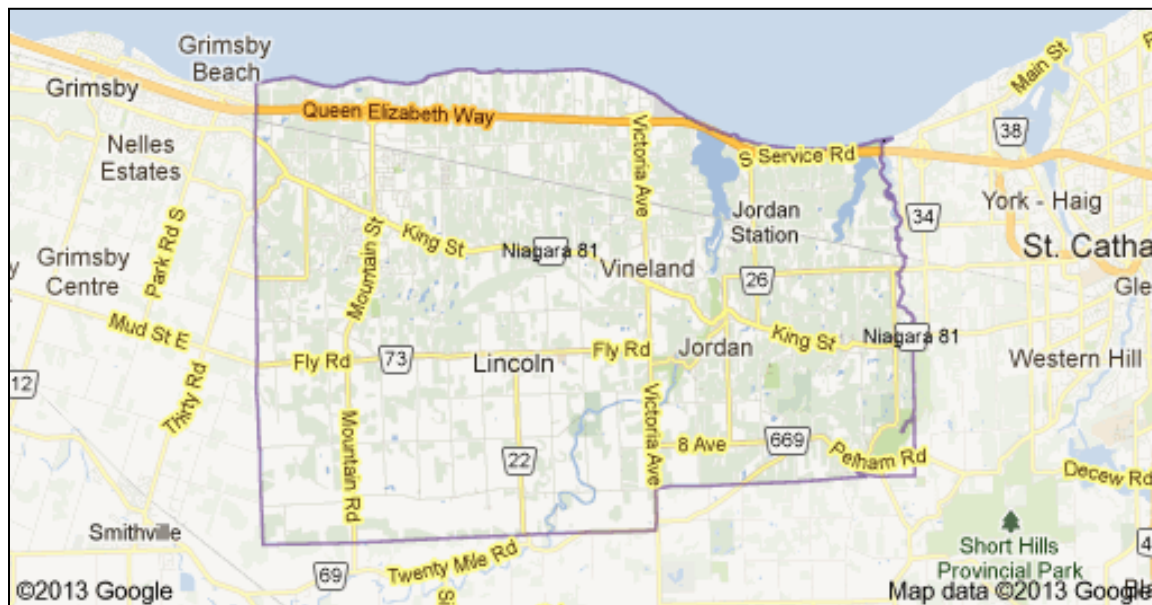 Grimsby
Beach
Main St
Grimsby
Queen Elizabeth Way
38
Nelles
Estates
Victoria Ave
S Service Rd
York - Haig
Park Rd S
Jordan
Station
34
Mountain St
King St
Niagara 81
St. Catha
Grimsby
Centre
Vineland
26
Gle
Mud St E
King St
Niagara 81
Fly Rd
73
Lincoln
Fly Rd
Jordan
Western Hill
12
Thirty Rd
Mountain Rd
Victoria Ave
22
8 Ave
669
Pelham Rd
Decew Rd
Smithville
Short Hills
Provincial Park
69
Twenty Mile Rd
4
©2013 Google
Map data ©2013 Google